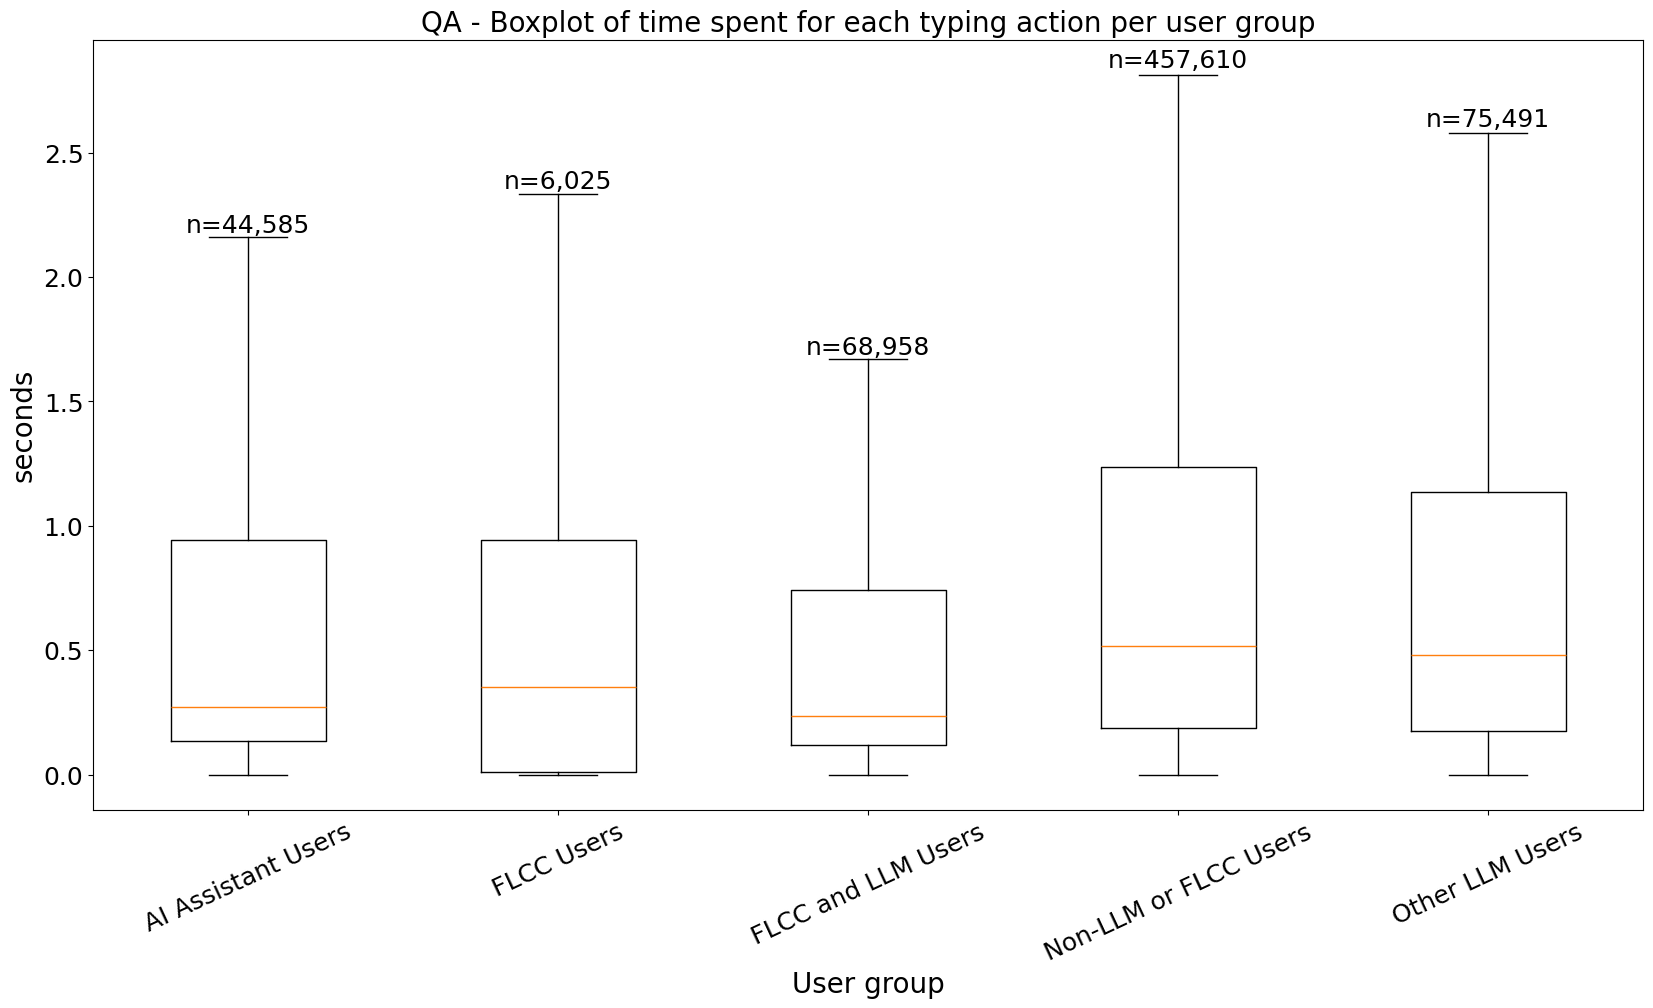 QA - Boxplot of time spent for each typing action per user group
n=457,610
n=75,491
n=6,025
n=44,585
n=68,958
seconds
2.5
2.0
1.5
1.0
0.5
0.0
AI Assistant Users
FLCC Users
FLCC and LLM Users
Non-LLM or FLCC Users
Other LLM Users
User group